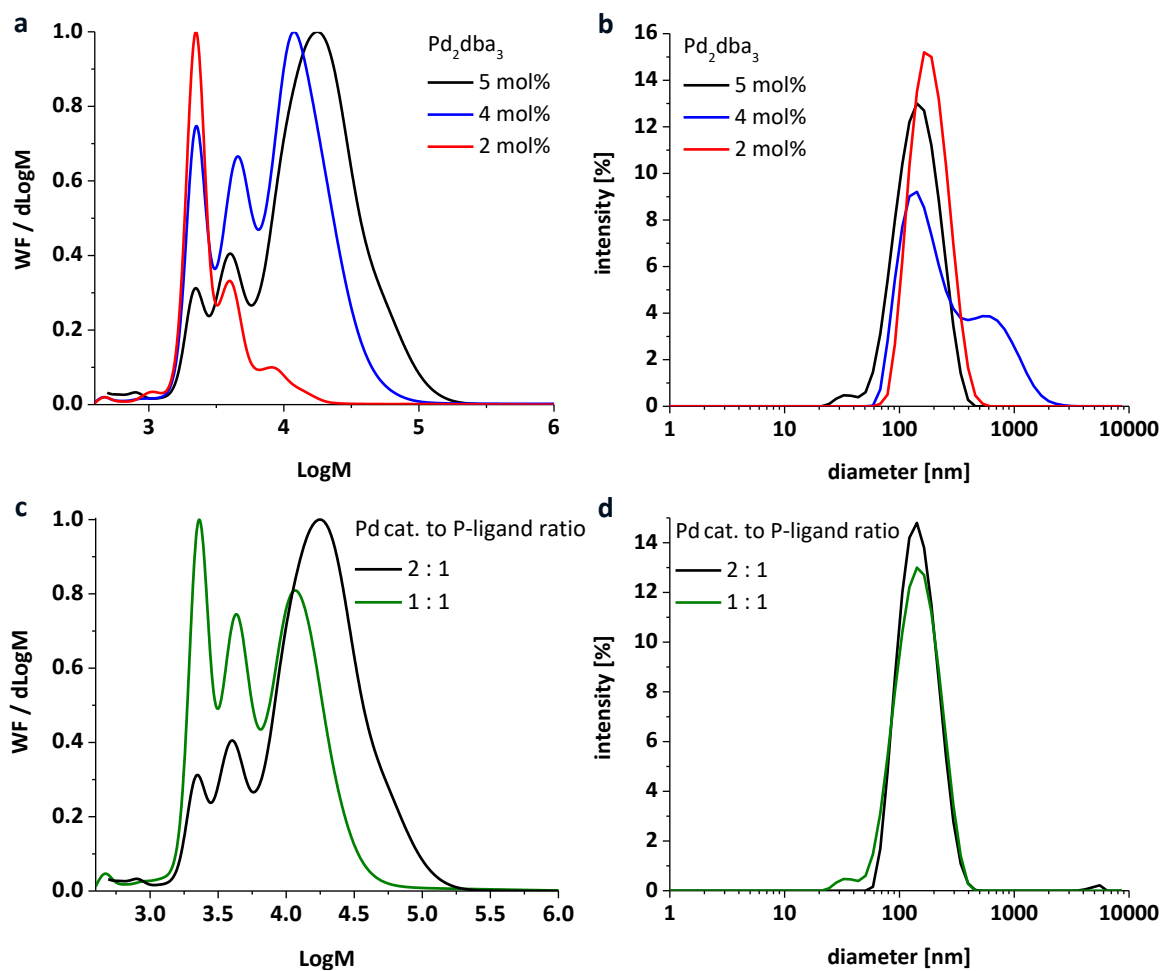 a
1.0
0.8
0.6
0.4
0.2
0.0
WF / dLogM
3
4
5
6
LogM
Pd₂dba₃
5 mol%
4 mol%
2 mol%
b
16
14
12
10
8
6
4
2
0
intensity [%]
1
10
100
1000
10000
diameter [nm]
Pd₂dba₃
5 mol%
4 mol%
2 mol%
c
1.0
0.8
0.6
0.4
0.2
0.0
WF / dLogM
3.0
3.5
4.0
4.5
5.0
5.5
6.0
LogM
Pd cat. to P-ligand ratio
2 : 1
1 : 1
d
14
12
10
8
6
4
2
0
intensity [%]
1
10
100
1000
10000
diameter [nm]
Pd cat. to P-ligand ratio
2 : 1
1 : 1